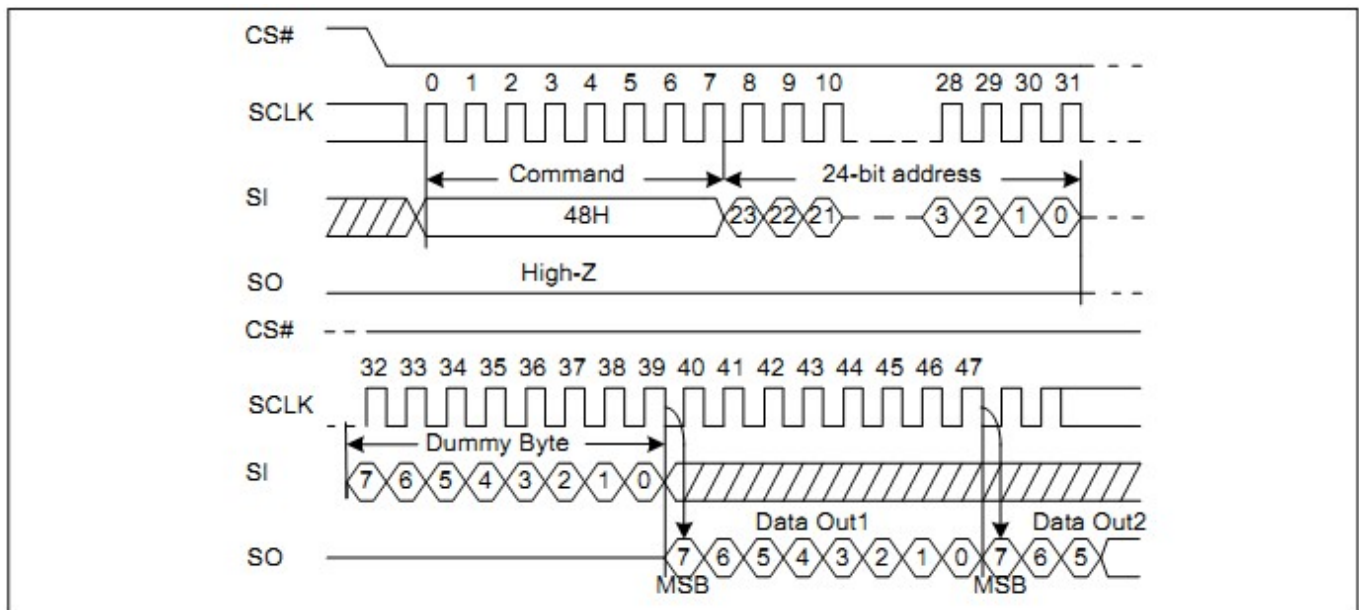 CS#
0 1 2 3 4 5 6 7 8 9 10 28 29 30 31
SCLK
Command 24-bit address
SI
48H 23 22 21 3 2 1 0
High-Z
SO
CS#
32 33 34 35 36 37 38 39 40 41 42 43 44 45 46 47
SCLK
Dummy Byte
SI
7 6 5 4 3 2 1 0
Data Out1 Data Out2
SO
7 6 5 4 3 2 1 0 7 6 5
MSB MSB